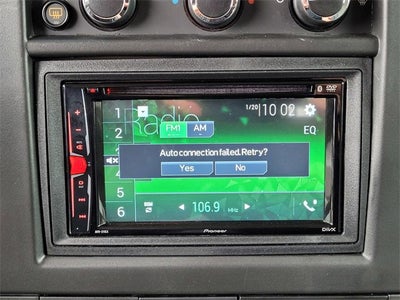 1/20 10 02
1
Radio
2
FM1 AM
EQ
Auto connection failed. Retry?
Yes No
5
6
106.9 MHz
Pioneer